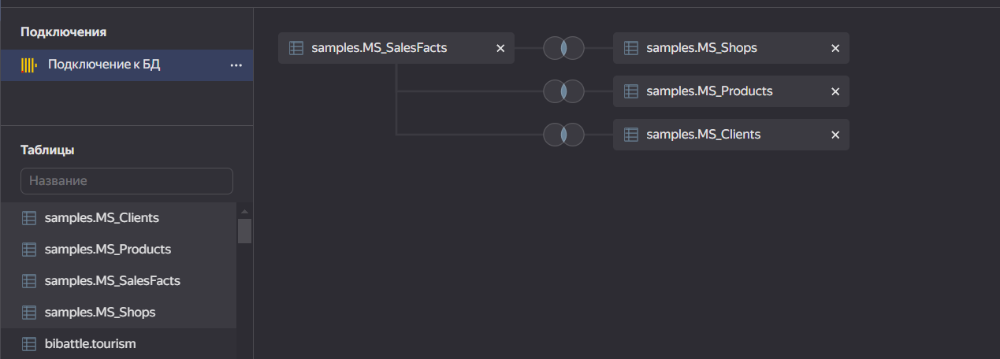 Подключения
Подключение к БД
Таблицы
Название
samples.MS_Clients
samples.MS_Products
samples.MS_SalesFacts
samples.MS_Shops
bibattle.tourism
samples.MS_SalesFacts
samples.MS_Shops
samples.MS_Products
samples.MS_Clients